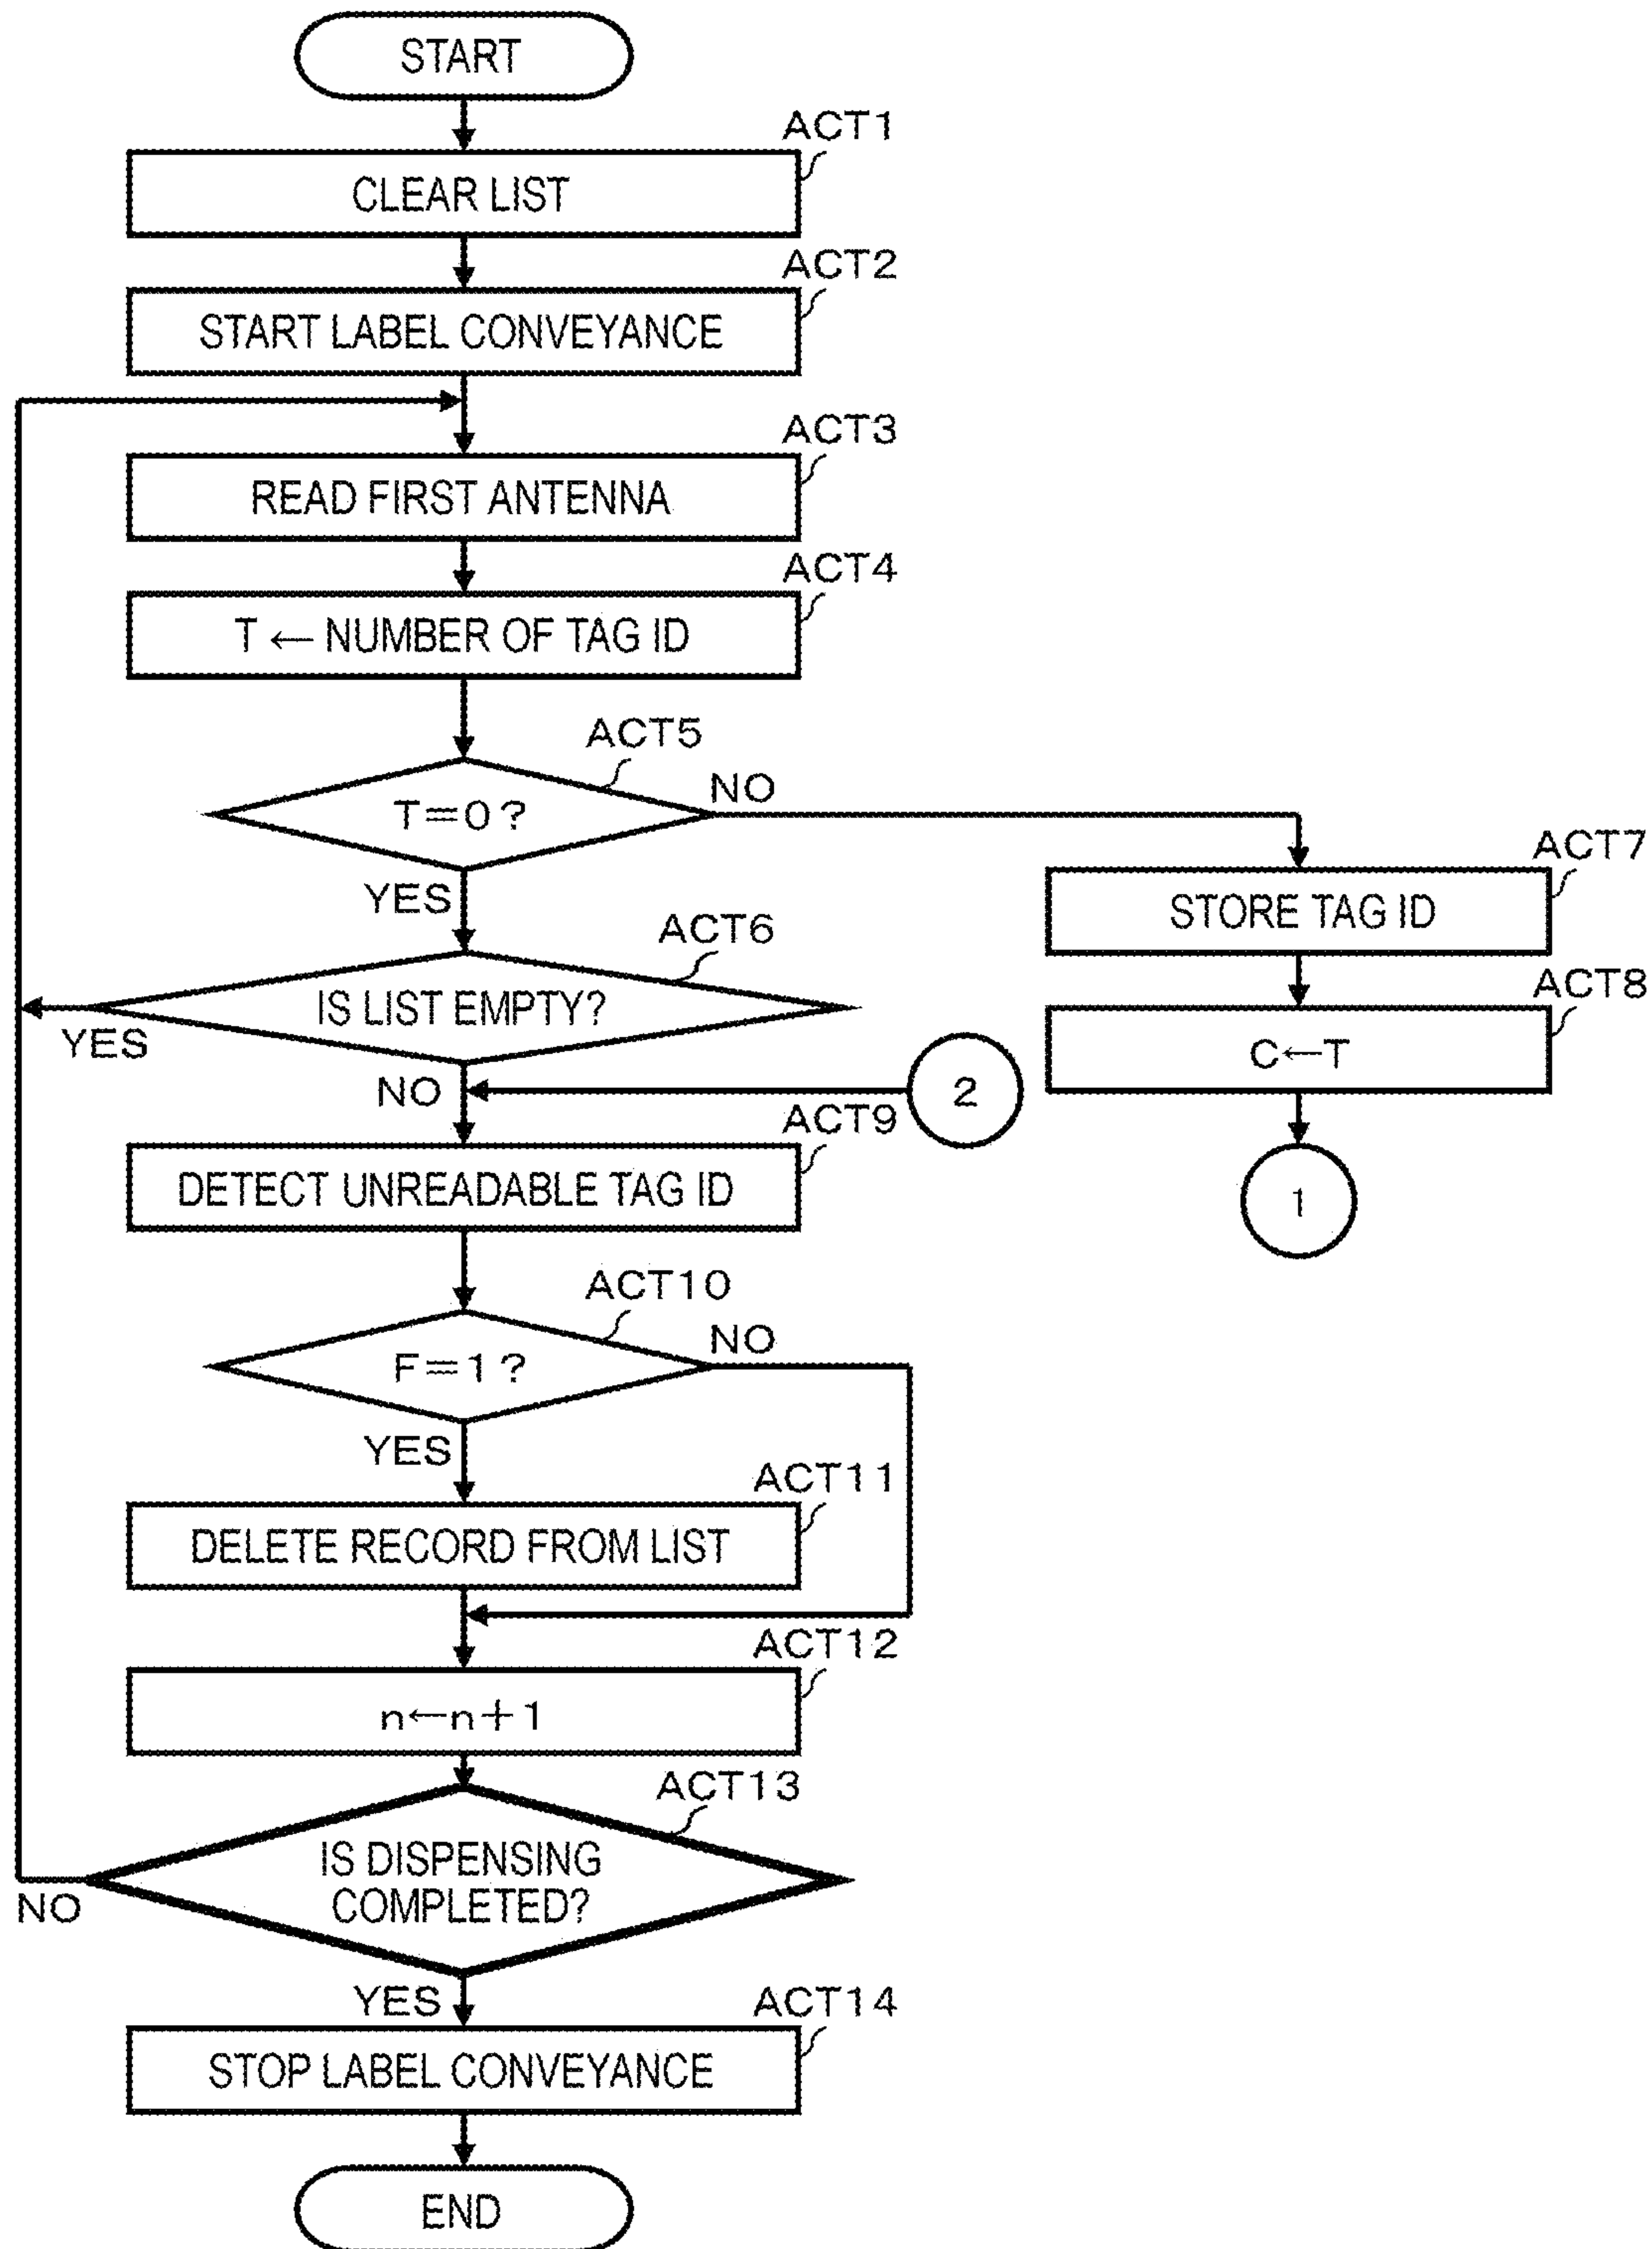 START
ACT1
CLEAR LIST
ACT2
START LABEL CONVEYANCE
ACT3
READ FIRST ANTENNA
ACT4
T ← NUMBER OF TAG ID
ACT5
T=0?
NO
YES
ACT7
STORE TAG ID
ACT6
IS LIST EMPTY?
YES
NO
ACT8
C←T
2
1
ACT9
DETECT UNREADABLE TAG ID
ACT10
F=1?
NO
YES
ACT11
DELETE RECORD FROM LIST
ACT12
n←n+1
ACT13
IS DISPENSING
COMPLETED?
NO
YES
ACT14
STOP LABEL CONVEYANCE
END